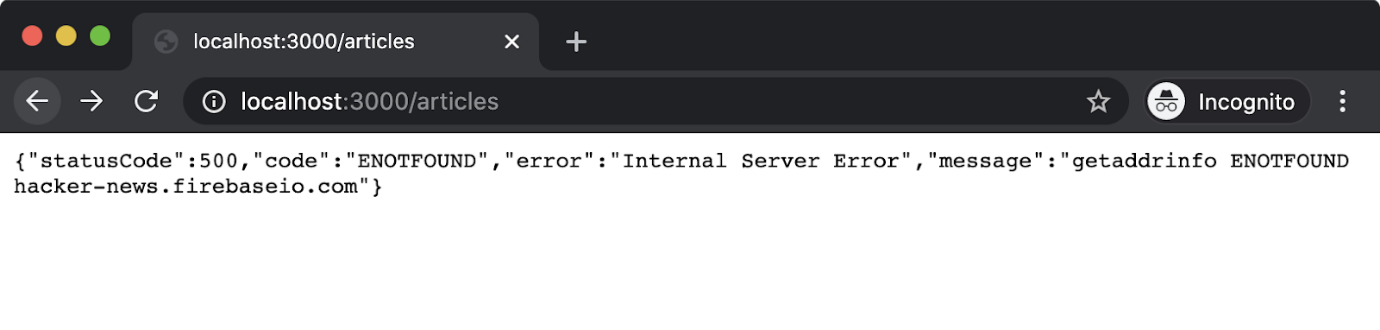 localhost:3000/articles
localhost:3000/articles
Incognito
{"statusCode":500,"code":"ENOTFOUND","error":"Internal Server Error","message":"getaddrinfo ENOTFOUND
hacker-news.firebaseio.com"}